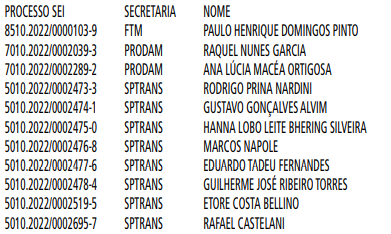 PROCESSO SEI SECRETARIA NOME
8510.2022/0000103-9 FTM PAULO HENRIQUE DOMINGOS PINTO
7010.2022/0002039-3 PRODAM RAQUEL NUNES GARCIA
7010.2022/0002289-2 PRODAM ANA LÚCIA MACÉA ORTIGOSA
5010.2022/0002473-3 SPTRANS RODRIGO PRINA NARDINI
5010.2022/0002474-1 SPTRANS GUSTAVO GONÇALVES ALVIM
5010.2022/0002475-0 SPTRANS HANNA LOBO LEITE BHERING SILVEIRA
5010.2022/0002476-8 SPTRANS MARCOS NAPOLE
5010.2022/0002477-6 SPTRANS EDUARDO TADEU FERNANDES
5010.2022/0002478-4 SPTRANS GUILHERME JOSÉ RIBEIRO TORRES
5010.2022/0002519-5 SPTRANS ETORE COSTA BELLINO
5010.2022/0002695-7 SPTRANS RAFAEL CASTELANI